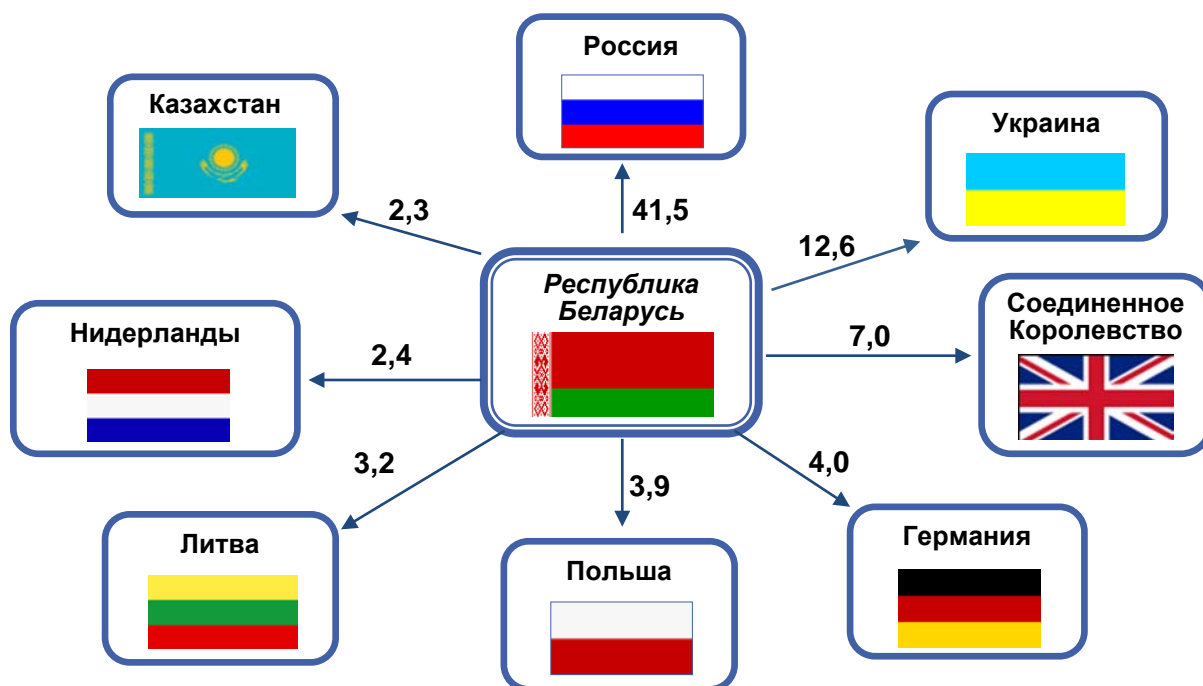 Россия
Казахстан
Украина
2,3
41,5
12,6
Республика
Беларусь
Соединенное
Королевство
Нидерланды
2,4
7,0
3,2
3,9
4,0
Литва
Польша
Германия